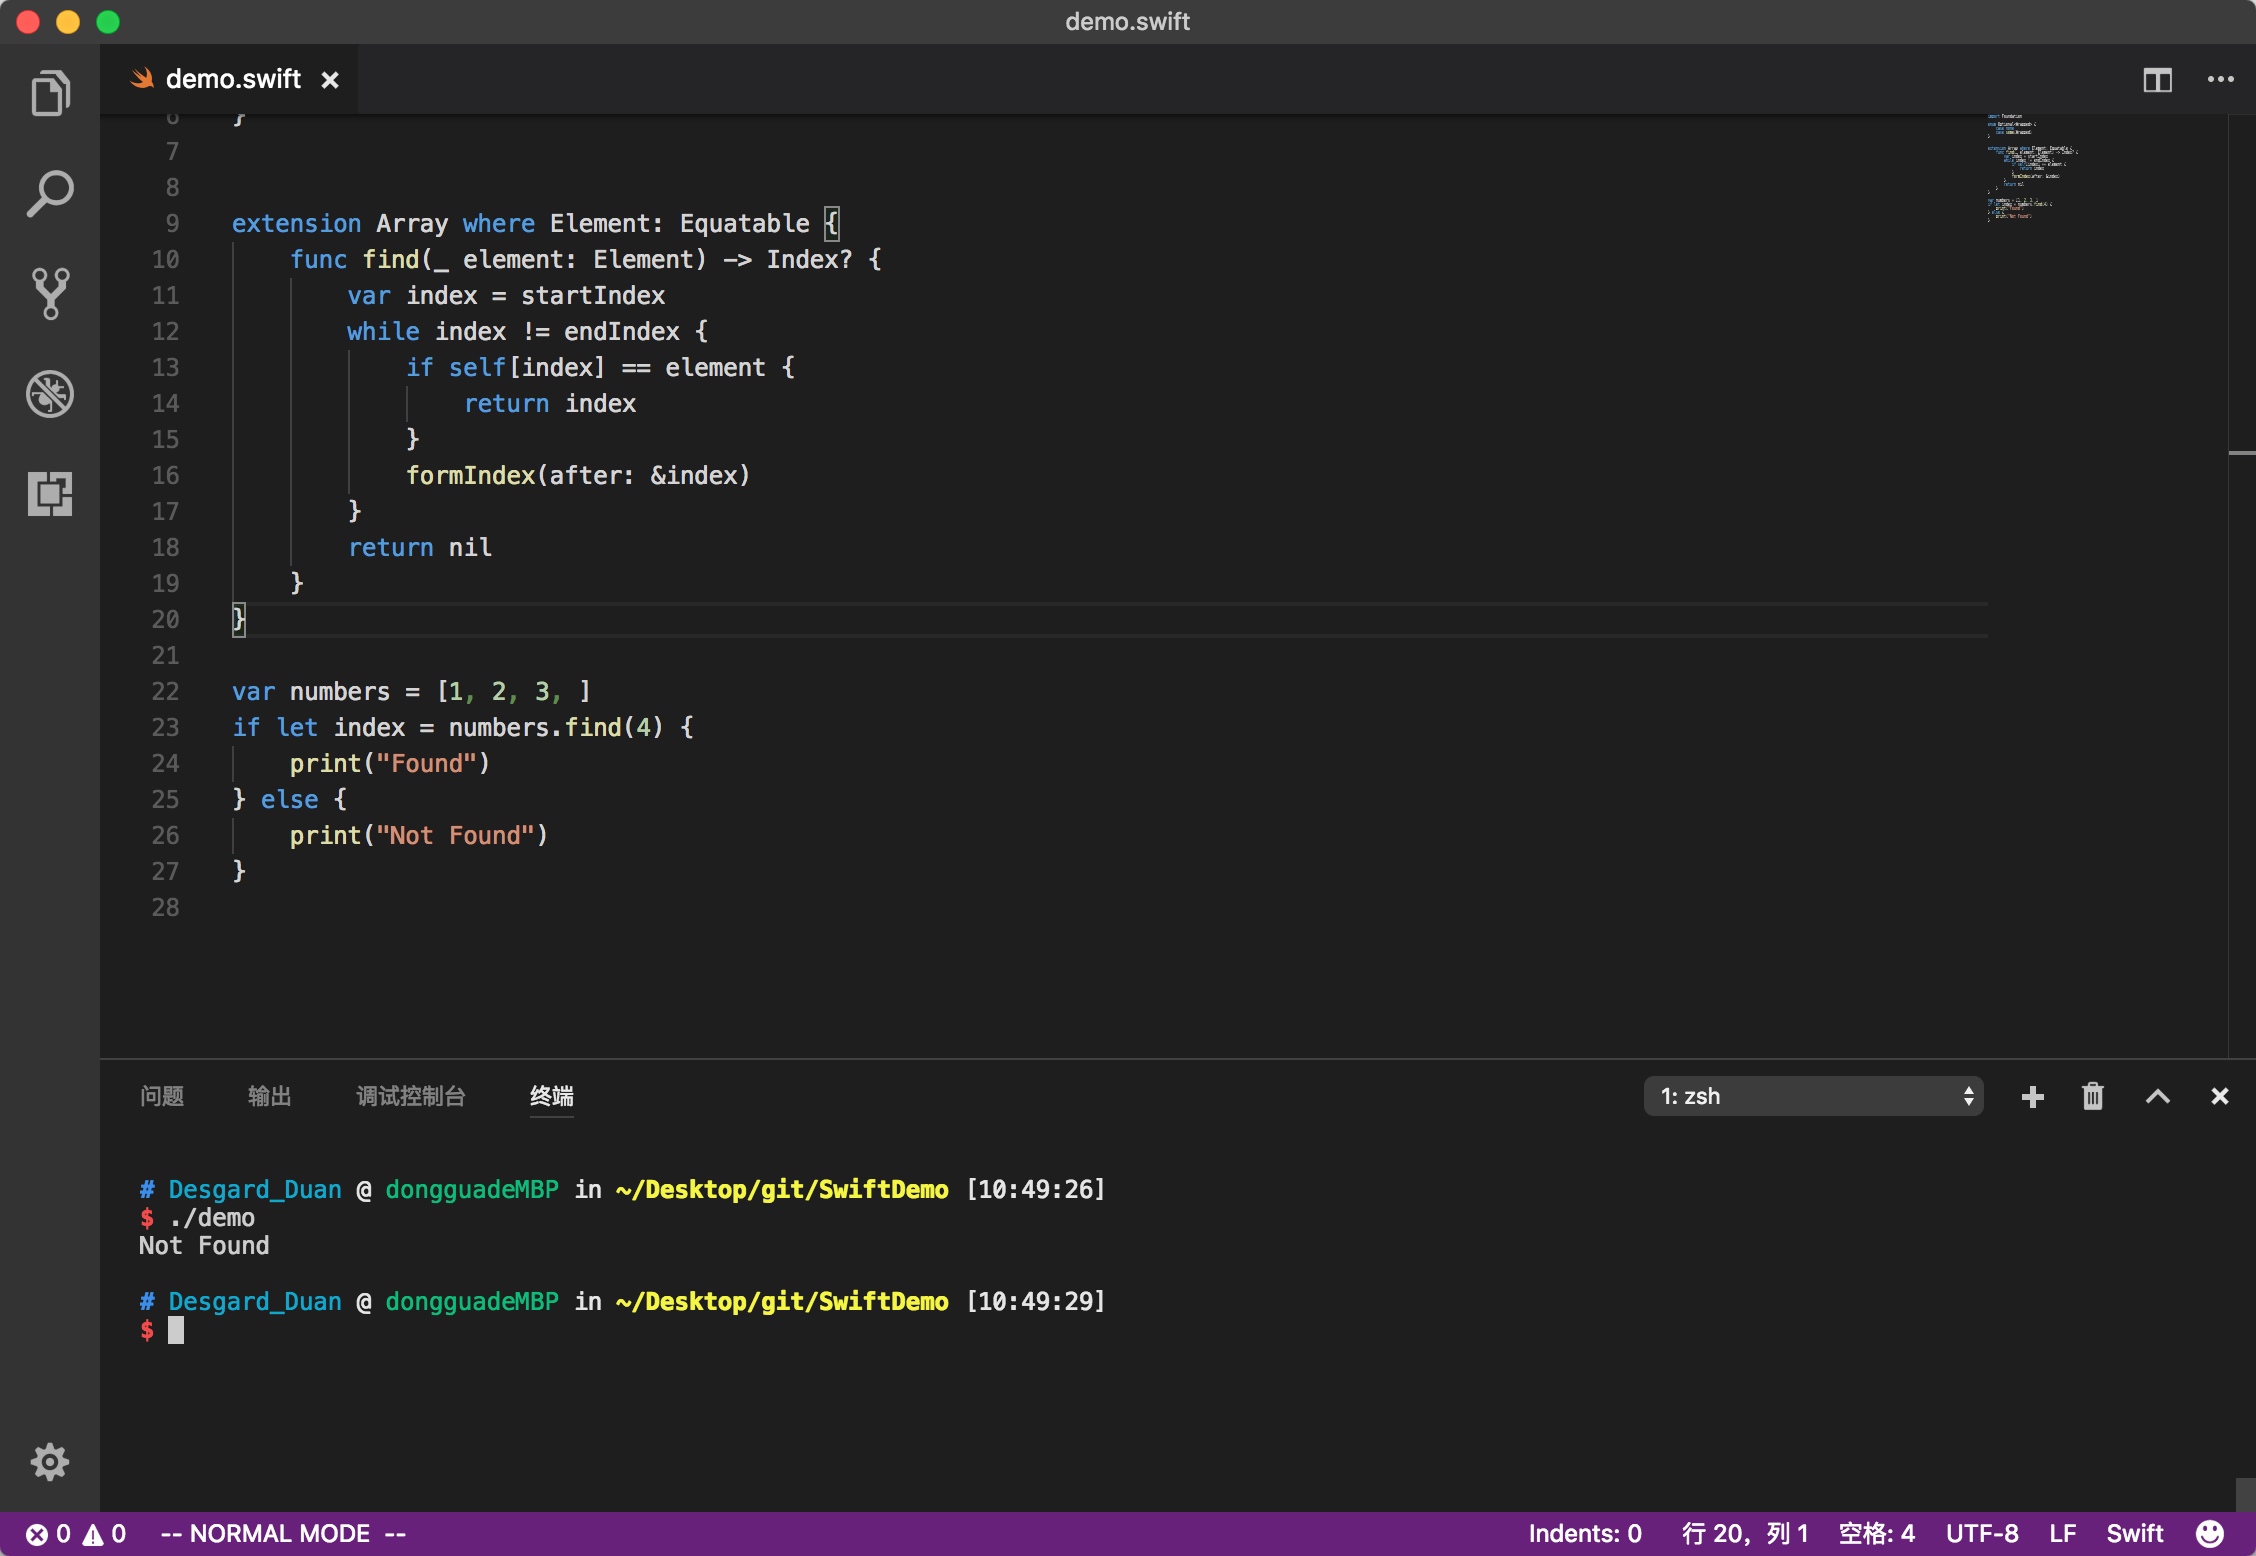 demo.swift
demo.swift
6 }
7
8
9 extension Array where Element: Equatable {
10 func find(_ element: Element) -> Index? {
11 var index = startIndex
12 while index != endIndex {
13 if self[index] == element {
14 return index
15 }
16 formIndex(after: &index)
17 }
18 return nil
19 }
20 }
21
22 var numbers = [1, 2, 3, ]
23 if let index = numbers.find(4) {
24 print("Found")
25 } else {
26 print("Not Found")
27 }
28
问题 输出 调试控制台 终端 1: zsh
# Desgard_Duan @ dongguadeMBP in ~/Desktop/git/SwiftDemo [10:49:26]
$ ./demo
Not Found
# Desgard_Duan @ dongguadeMBP in ~/Desktop/git/SwiftDemo [10:49:29]
$
0 0 -- NORMAL MODE -- Indents: 0 行 20，列 1 空格: 4 UTF-8 LF Swift